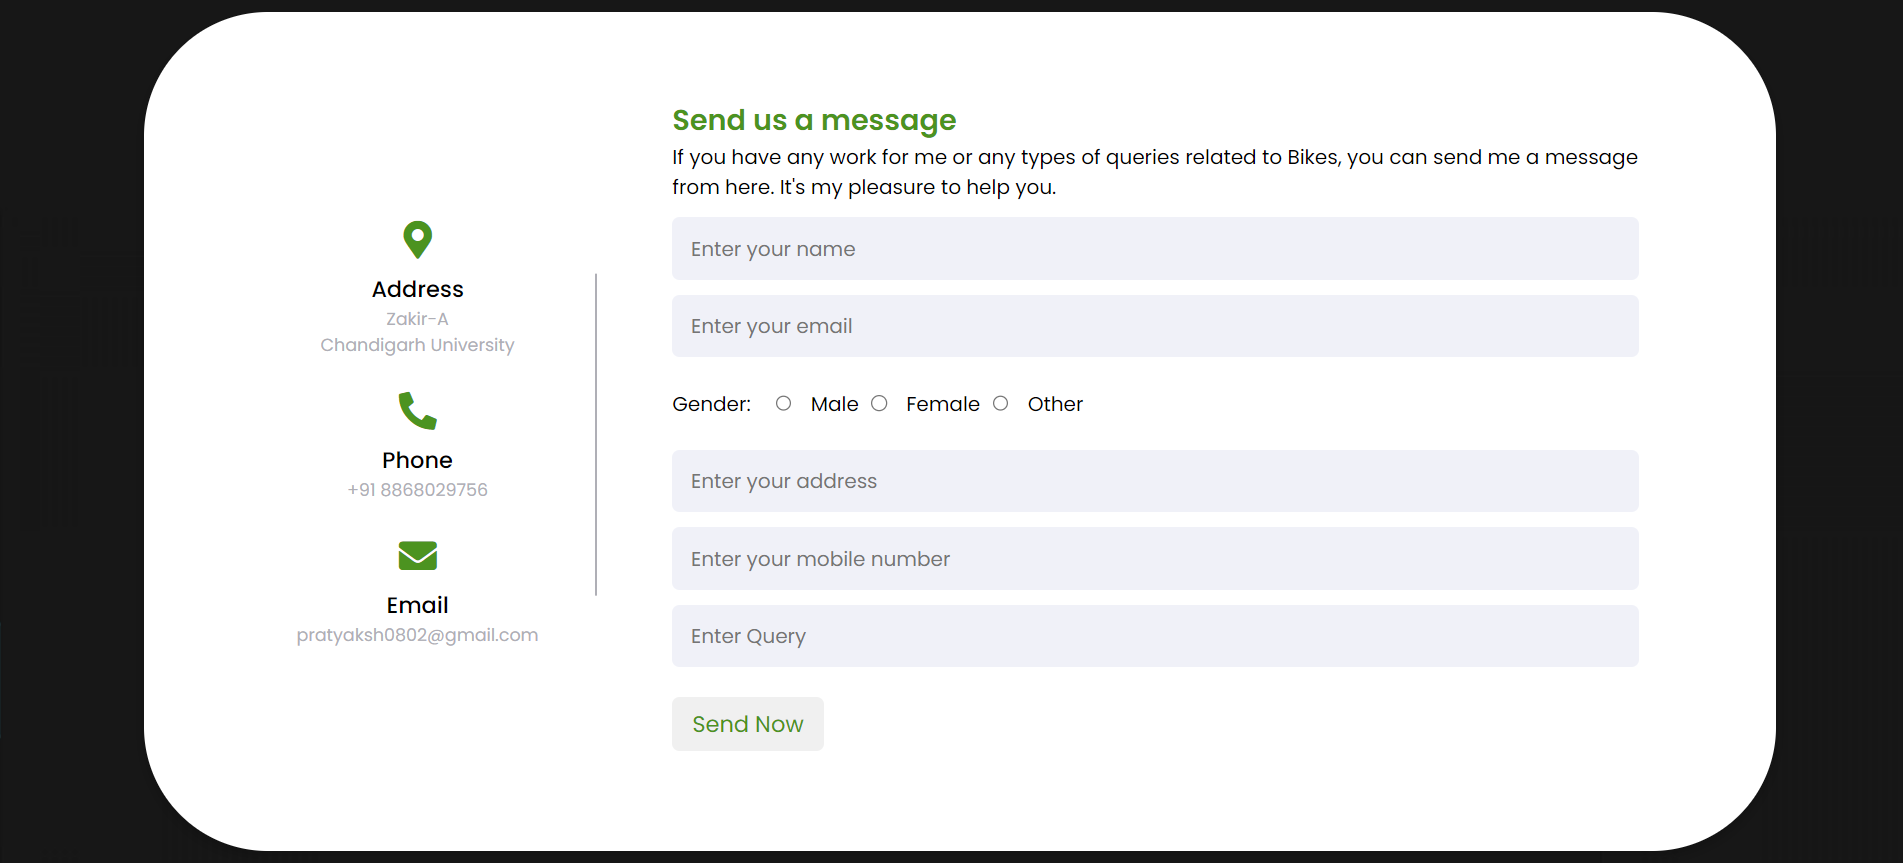 Address
Zakir-A
Chandigarh University
Phone
+91 8868029756
Email
pratyaksh0802@gmail.com
Send us a message
If you have any work for me or any types of queries related to Bikes, you can send me a message
from here. It's my pleasure to help you.
Enter your name
Enter your email
Gender: Male Female Other
Enter your address
Enter your mobile number
Enter Query
Send Now